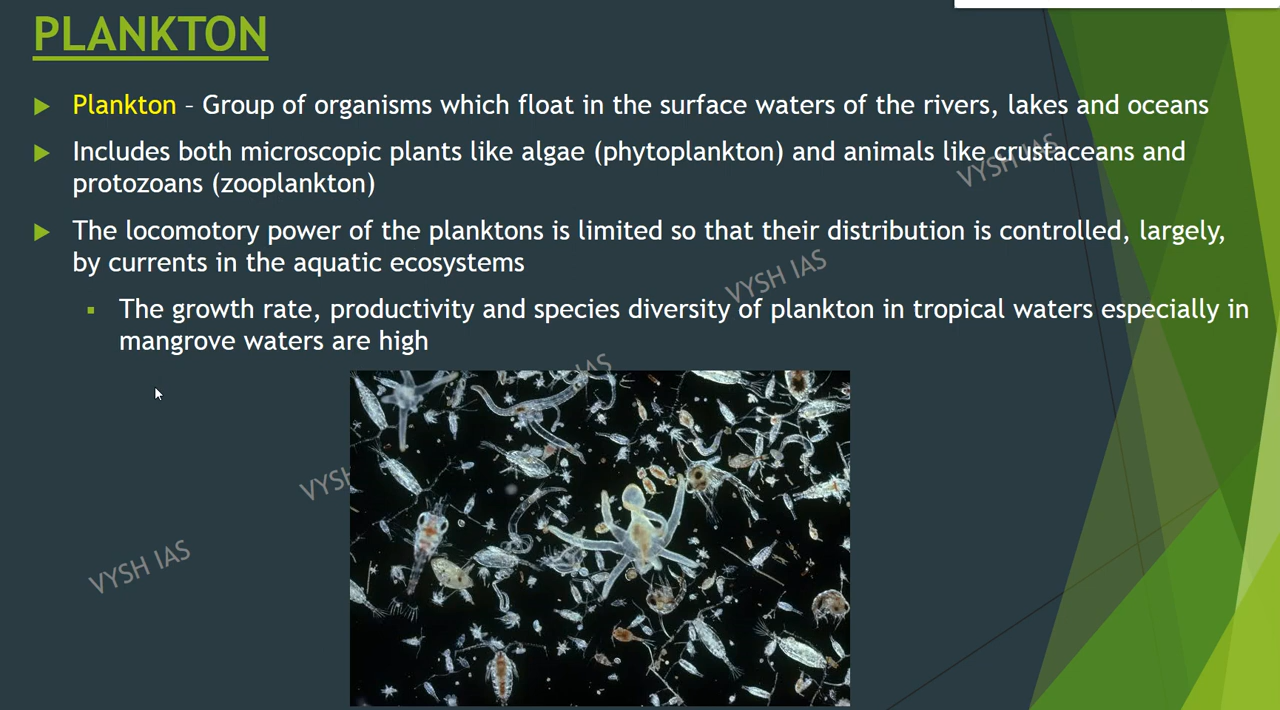 PLANKTON
Plankton – Group of organisms which float in the surface waters of the rivers, lakes and oceans
Includes both microscopic plants like algae (phytoplankton) and animals like crustaceans and
protozoans (zooplankton)
VYSH IAS
The locomotory power of the planktons is limited so that their distribution is controlled, largely,
by currents in the aquatic ecosystems
VYSH IAS
The growth rate, productivity and species diversity of plankton in tropical waters especially in
mangrove waters are high
IAS
VYSH
VYSH IAS